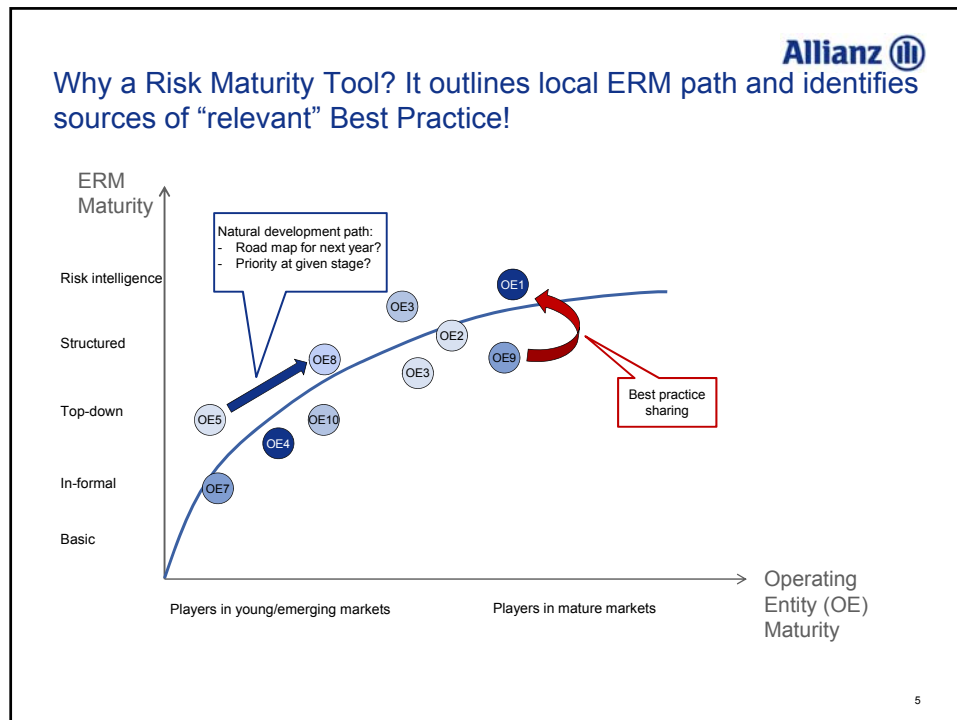 Allianz
Why a Risk Maturity Tool? It outlines local ERM path and identifies
sources of “relevant” Best Practice!
ERM
Maturity
Natural development path:
- Road map for next year?
- Priority at given stage?
Risk intelligence
OE1
OE3
Structured
OE2
OE8
OE9
OE3
Best practice
sharing
Top-down
OE5
OE10
OE4
In-formal
OE7
Basic
Operating
Entity (OE)
Maturity
Players in young/emerging markets
Players in mature markets
5